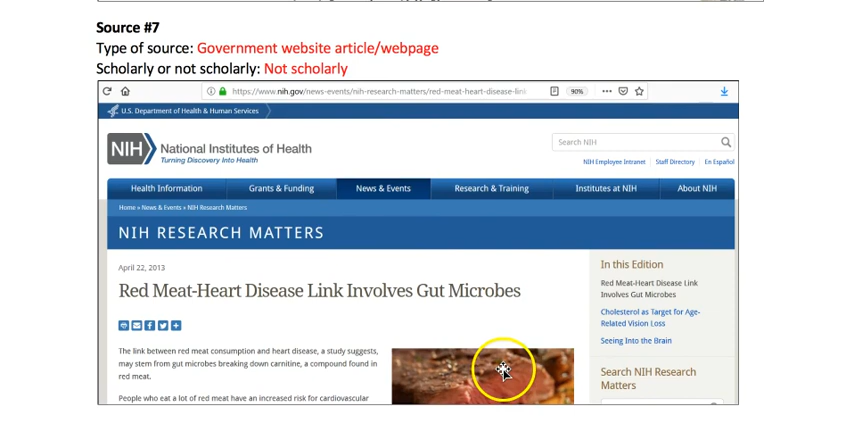 Source #7
Type of source: Government website article/webpage
Scholarly or not scholarly: Not scholarly
https://www.nih.gov/news-events/nih-research-matters/red-meat-heart-disease-link
90%
U.S. Department of Health & Human Services
NIH
National Institutes of Health
Turning Discovery Into Health
Search NIH
NIH Employee Intranet
Staff Directory
En Español
Health Information
Grants & Funding
News & Events
Research & Training
Institutes at NIH
About NIH
Home » News & Events » NIH Research Matters
NIH RESEARCH MATTERS
April 22, 2013
Red Meat-Heart Disease Link Involves Gut Microbes
The link between red meat consumption and heart disease, a study suggests,
may stem from gut microbes breaking down carnitine, a compound found in
red meat.
People who eat a lot of red meat have an increased risk for cardiovascular
In this Edition
Red Meat-Heart Disease Link
Involves Gut Microbes
Cholesterol as Target for Age-
Related Vision Loss
Seeing Into the Brain
Search NIH Research
Matters